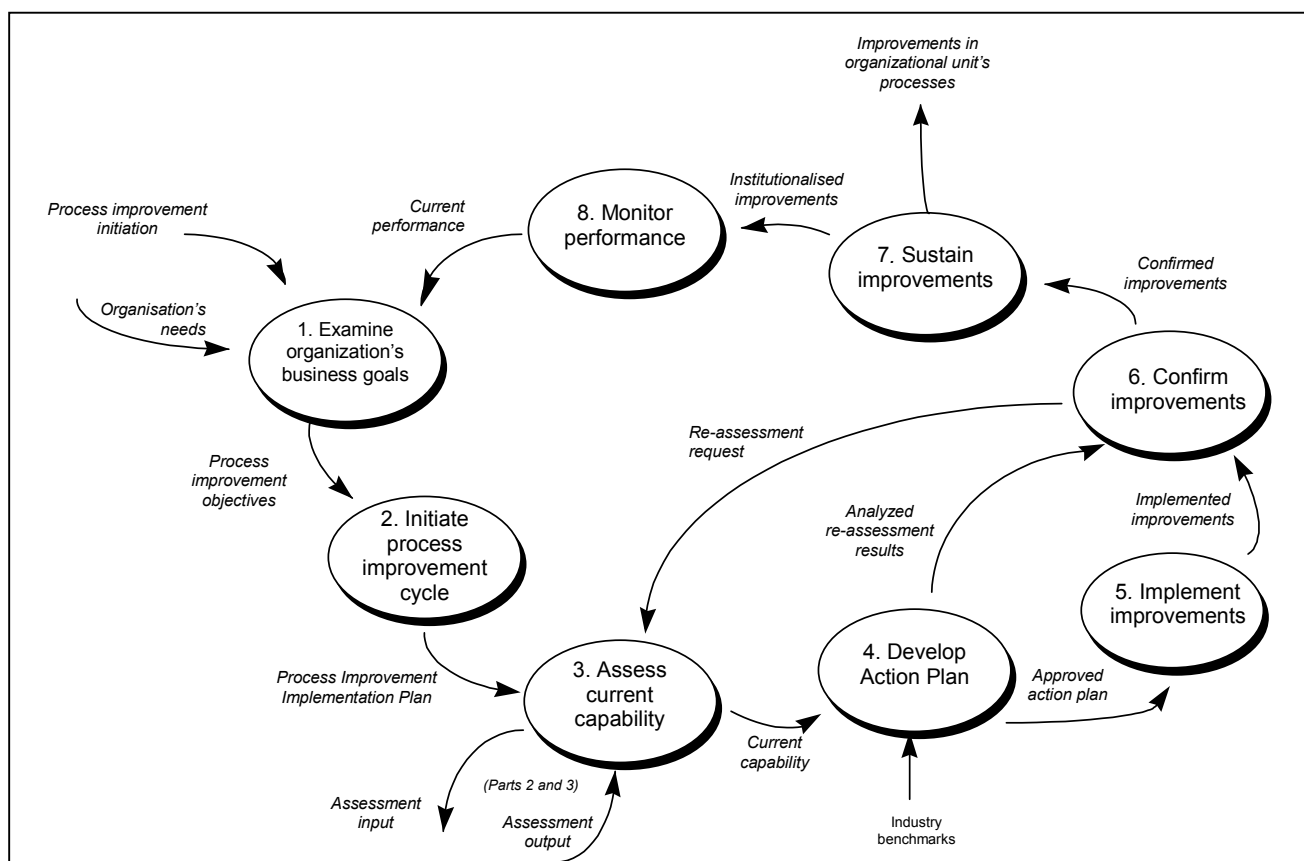 Improvements in
organizational unit's
processes
Process improvement
initiation
Current
performance
8. Monitor
performance
Institutionalised
improvements
7. Sustain
improvements
Confirmed
improvements
Organisation's
needs
1. Examine
organization's
business goals
6. Confirm
improvements
Process
improvement
objectives
Re-assessment
request
2. Initiate
process
improvement
cycle
Analyzed
re-assessment
results
Implemented
improvements
5. Implement
improvements
Process Improvement
Implementation Plan
3. Assess
current
capability
4. Develop
Action Plan
Approved
action plan
Current
capability
(Parts 2 and 3)
Assessment
input
Assessment
output
Industry
benchmarks